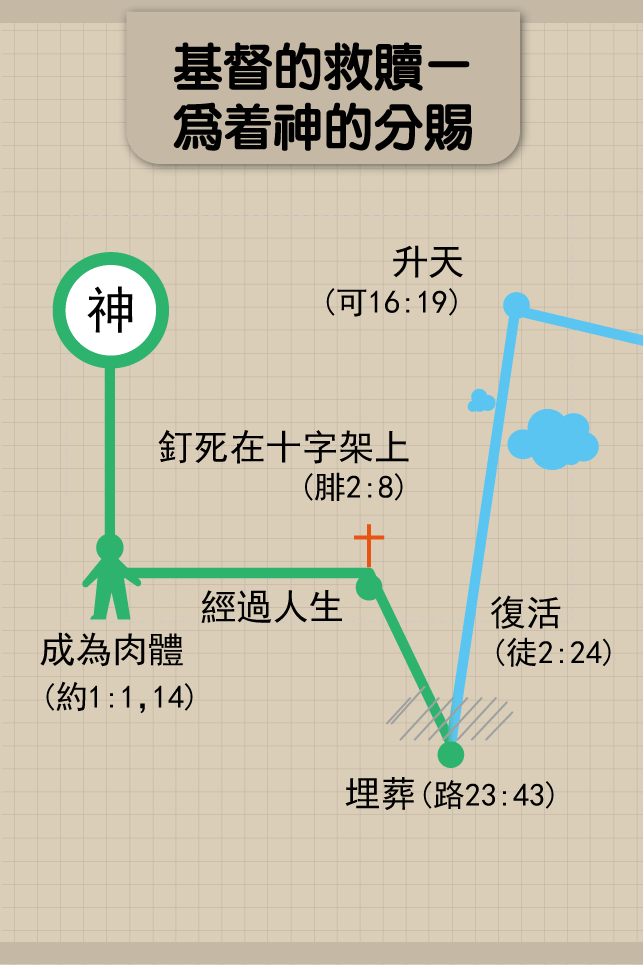 基督的救贖一
為着神的分賜
神
升天
(可16:19)
釘死在十字架上
(腓2:8)
經過人生
成為肉體
(約1:1,14)
復活
(徒2:24)
埋葬(路23:43)